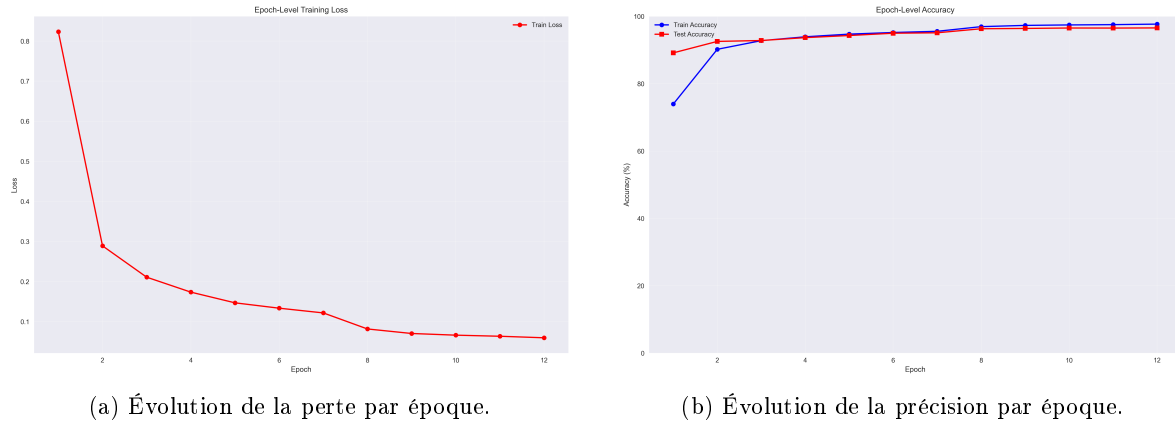 Epoch-Level Training Loss
Train Loss
0.8
0.7
0.6
0.5
0.4
0.3
0.2
0.1
Loss
2 4 6 8 10 12
Epoch
(a) Évolution de la perte par époque.
Epoch-Level Accuracy
Train Accuracy
Test Accuracy
100
80
60
40
20
0
Accuracy (%)
2 4 6 8 10 12
Epoch
(b) Évolution de la précision par époque.